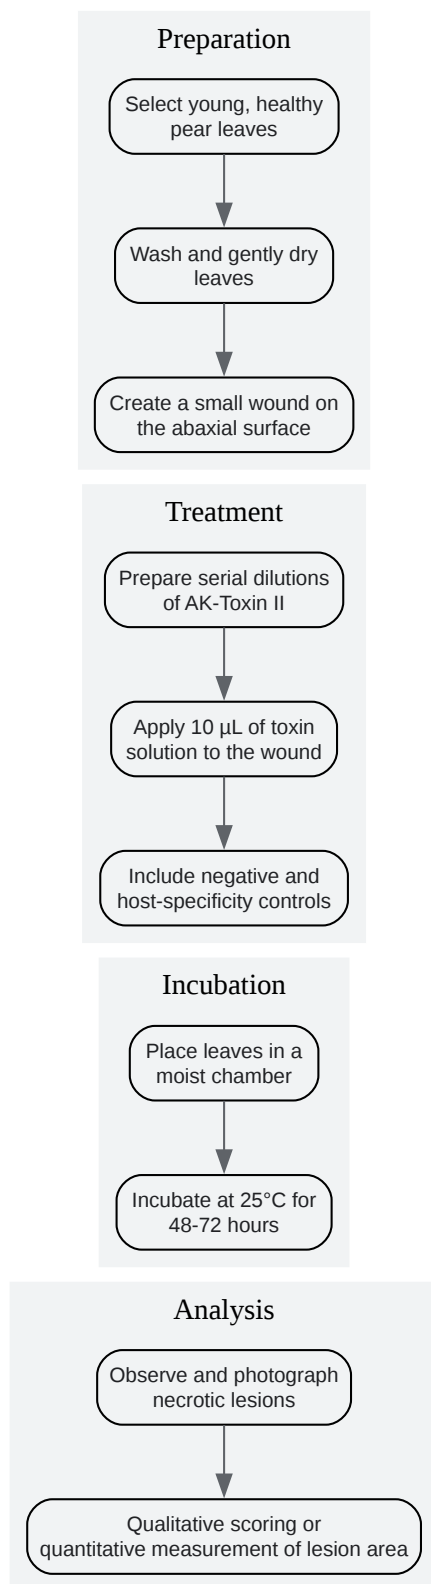 Preparation
Select young, healthy
pear leaves
Wash and gently dry
leaves
Create a small wound on
the abaxial surface
Treatment
Prepare serial dilutions
of AK-Toxin II
Apply 10 µL of toxin
solution to the wound
Include negative and
host-specificity controls
Incubation
Place leaves in a
moist chamber
Incubate at 25°C for
48-72 hours
Analysis
Observe and photograph
necrotic lesions
Qualitative scoring or
quantitative measurement of lesion area